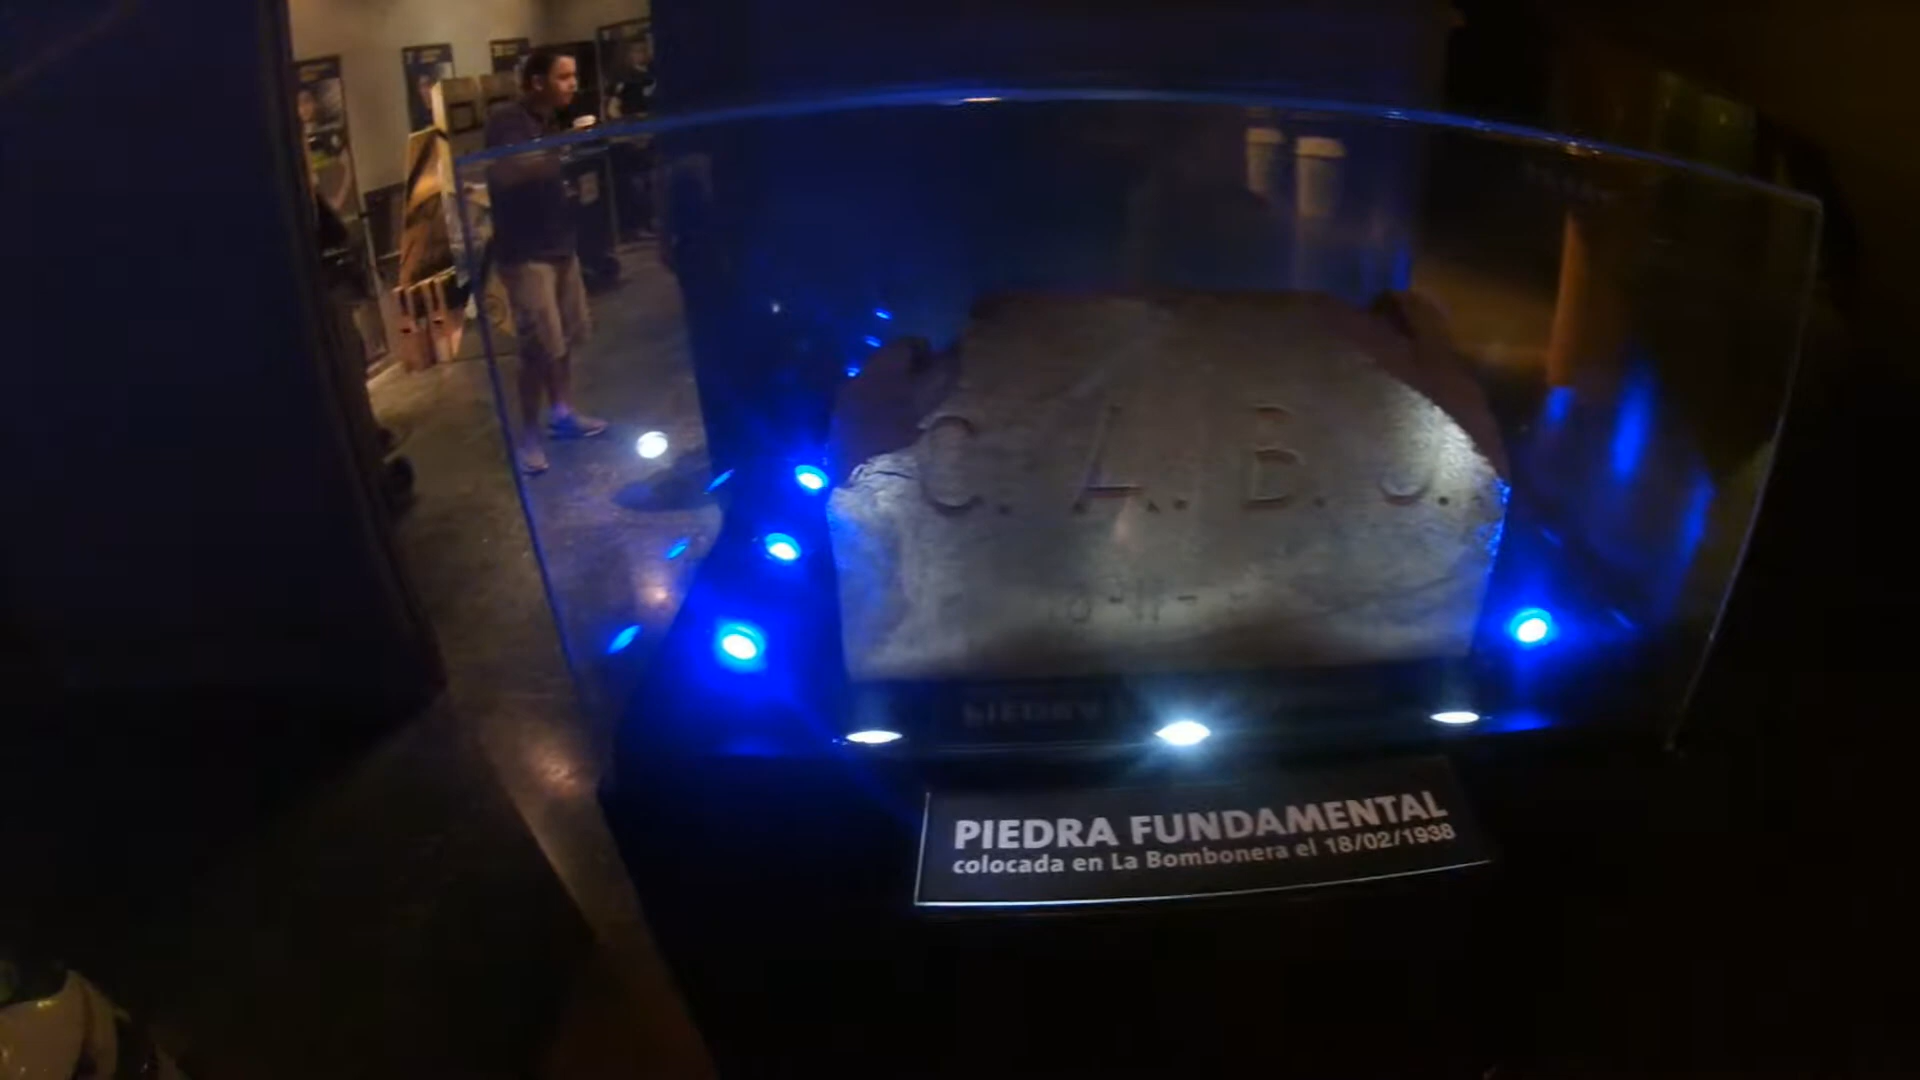 C. A. B. J.
PIEDRA FUNDAMENTAL
colocada en La Bombonera el 18/02/1938